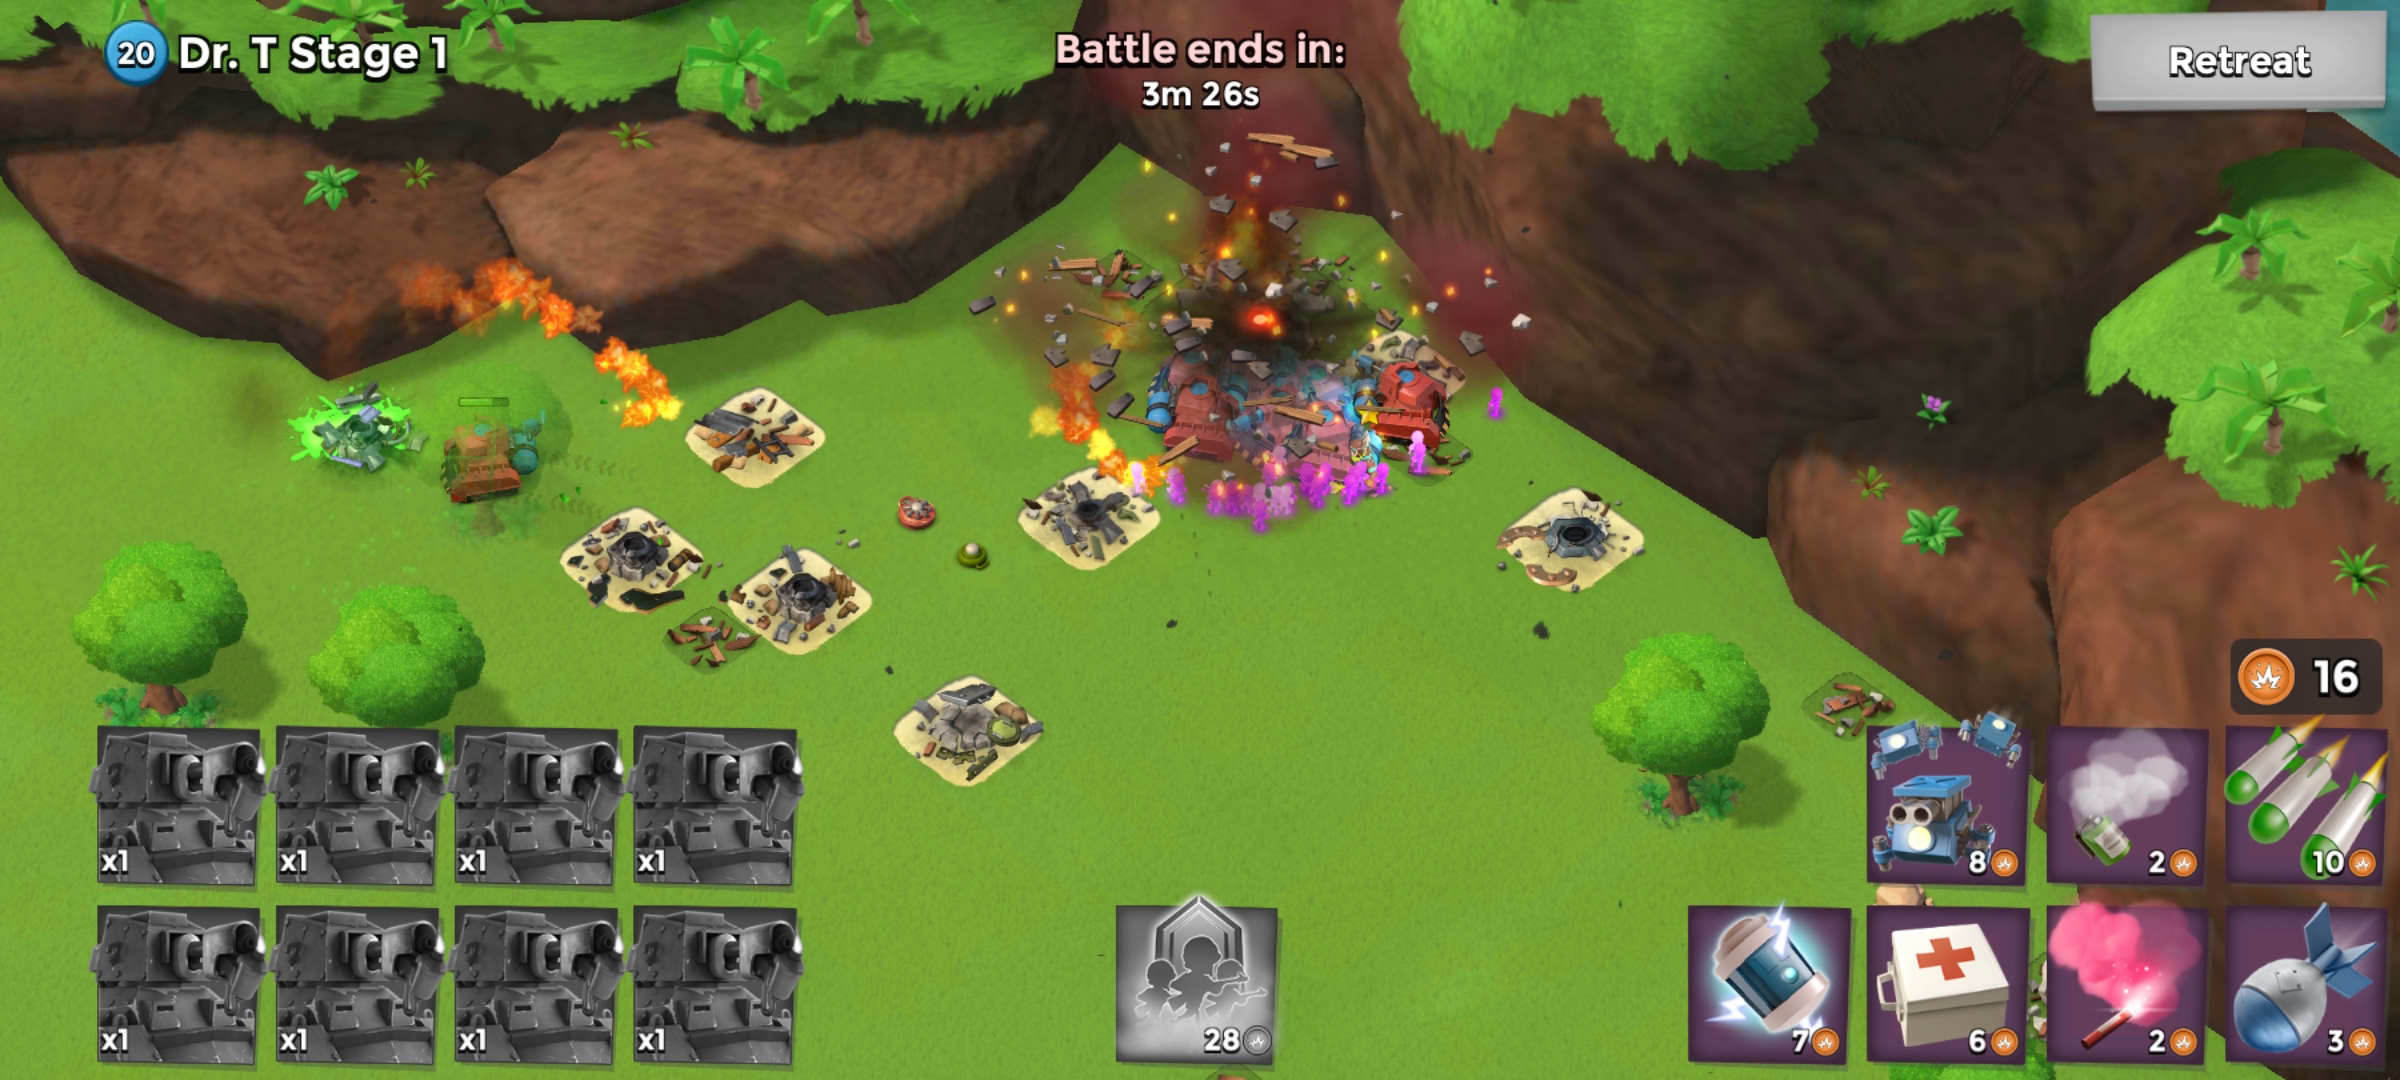 20 Dr. T Stage 1
Battle ends in:
3m 26s
Retreat
16
x1 x1 x1 x1
8 2 10
x1 x1 x1 x1
28
7 6 2 3